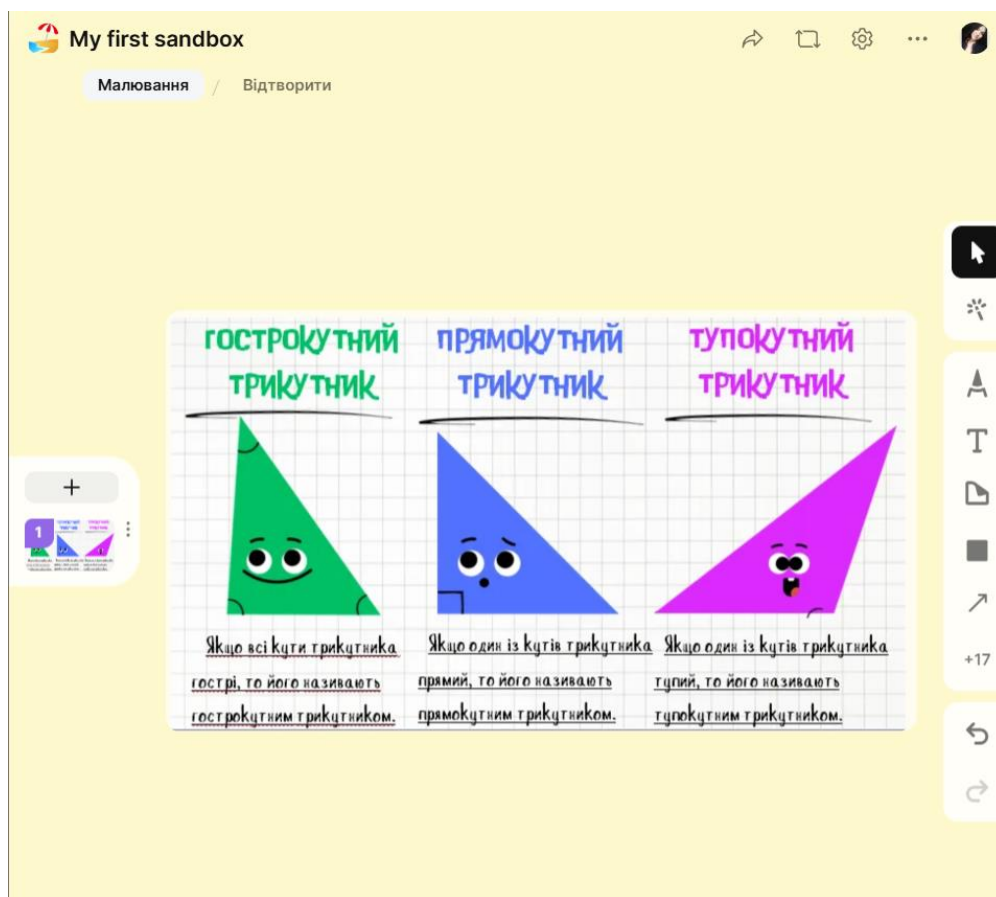 My first sandbox
Малювання / Відтворити
ГОСТРОКУТНИЙ
ТРИКУТНИК
ПРЯМОКУТНИЙ
ТРИКУТНИК
ТУПОКУТНИЙ
ТРИКУТНИК
Якщо всі кути трикутника
гострі, то його називають
гострокутним трикутником.
Якщо один із кутів трикутника
прямий, то його називають
прямокутним трикутником.
Якщо один із кутів трикутника
тупий, то його називають
тупокутним трикутником.
1
T
+17